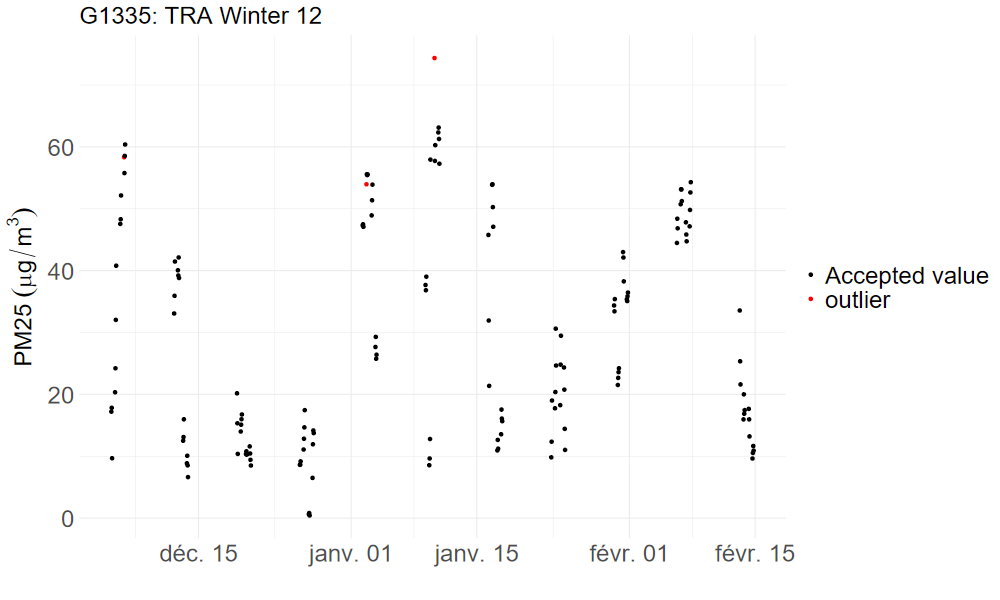 G1335: TRA Winter 12
PM25 (μg/m³)
60
40
20
0
déc. 15
janv. 01
janv. 15
févr. 01
févr. 15
Accepted value
outlier